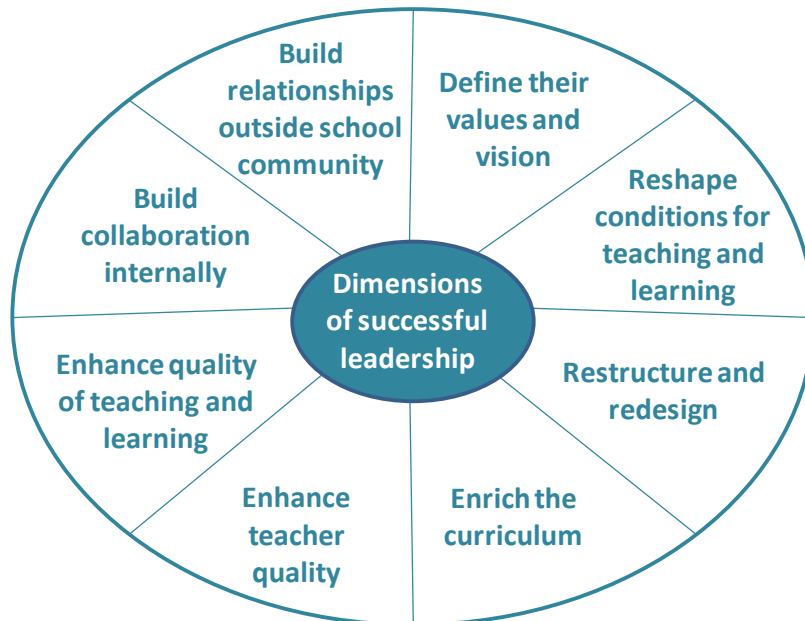 Build
relationships
outside school
community
Define their
values and
vision
Reshape
conditions for
teaching and
learning
Restructure and
redesign
Enrich the
curriculum
Enhance
teacher
quality
Enhance quality
of teaching and
learning
Build
collaboration
internally
Dimensions
of successful
leadership